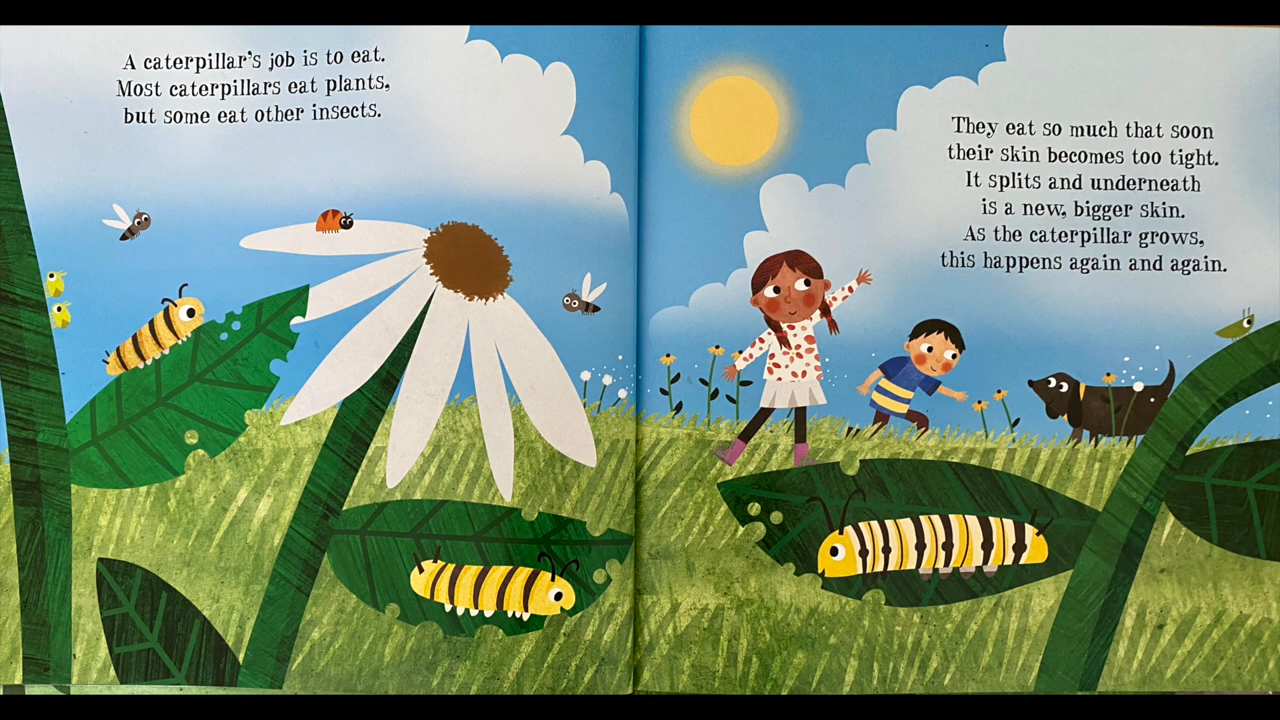 A caterpillar's job is to eat.
Most caterpillars eat plants,
but some eat other insects.
They eat so much that soon
their skin becomes too tight.
It splits and underneath
is a new, bigger skin.
As the caterpillar grows,
this happens again and again.